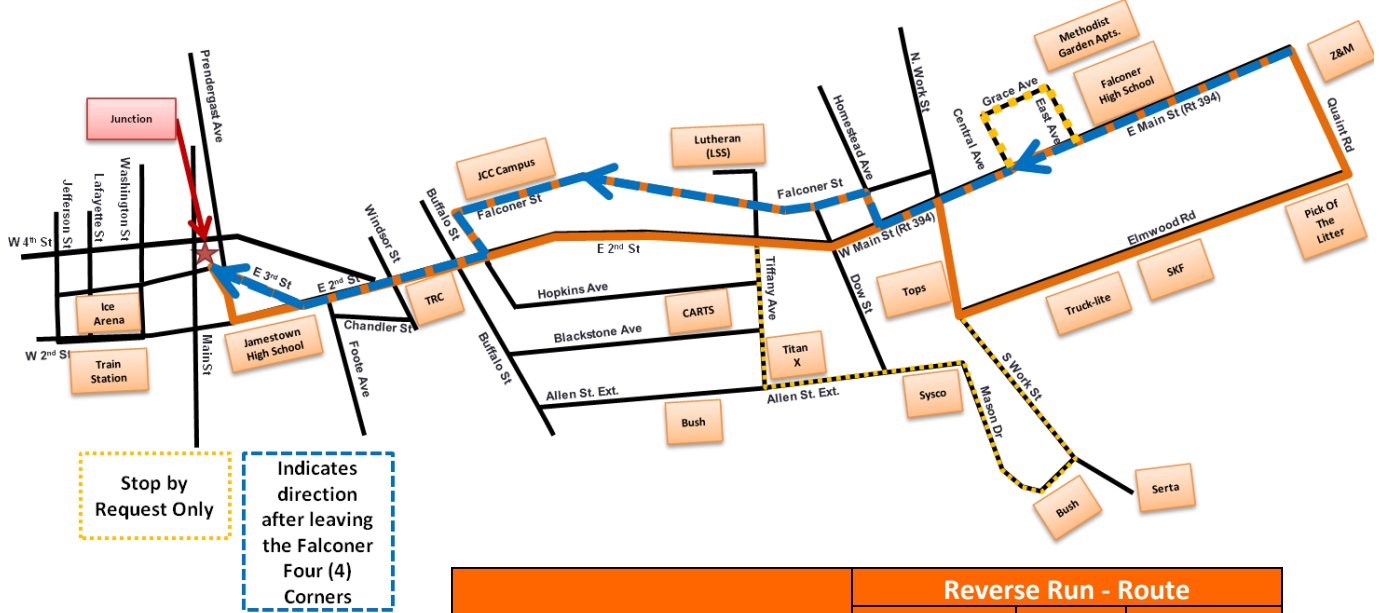 Methodist
Garden Apts.
Z&M
N. Work St
Prendergast Ave
Falconer
High School
Grace Ave
East Ave
Central Ave
E Main St (Rt 394)
Quaint Rd
Homestead Ave
Junction
Lutheran
(LSS)
JCC Campus
Falconer St
Falconer St
Washington St
Lafayette St
Jefferson St
Buffalo St
Windsor St
W 4th St
E 3rd St
E 2nd St
E 2nd St
W Main St (Rt 394)
Elmwood Rd
Pick Of
The
Litter
SKF
Truck-lite
Tops
TRC
Hopkins Ave
Tiffany Ave
Dow St
CARTS
Ice
Arena
Chandler St
Blackstone Ave
W 2nd St
Train
Station
Main St
Jamestown
High School
Foote Ave
Buffalo St
Titan
X
S Work St
Allen St. Ext.
Allen St. Ext.
Sysco
Mason Dr
Bush
Bush
Serta
Stop by
Request Only
Indicates
direction
after leaving
the Falconer
Four (4)
Corners
Reverse Run - Route